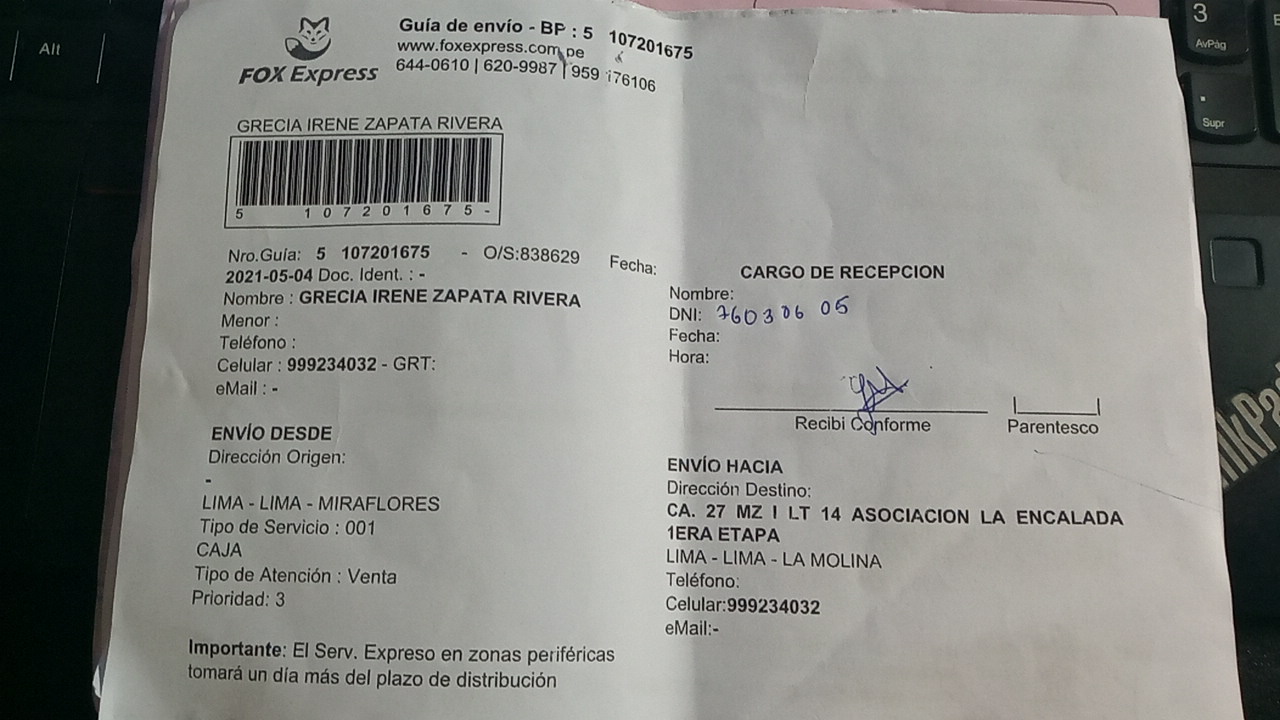 Alt
3
AvPág
.
Supr
FOX Express
Guía de envío - BP : 5 107201675
www.foxexpress.com.pe
644-0610 | 620-9987 | 959 176106
GRECIA IRENE ZAPATA RIVERA
5 107201675-
Nro.Guía: 5 107201675 - O/S:838629 Fecha:
2021-05-04 Doc. Ident. : -
Nombre : GRECIA IRENE ZAPATA RIVERA
Menor :
Teléfono :
Celular : 999234032 - GRT:
eMail : -
ENVÍO DESDE
Dirección Origen:
-
LIMA - LIMA - MIRAFLORES
Tipo de Servicio : 001
CAJA
Tipo de Atención : Venta
Prioridad: 3
Importante: El Serv. Expreso en zonas periféricas
tomará un día más del plazo de distribución
CARGO DE RECEPCION
Nombre:
DNI: 76030605
Fecha:
Hora:
Recibi Conforme
Parentesco
ENVÍO HACIA
Dirección Destino:
CA. 27 MZ I LT 14 ASOCIACION LA ENCALADA
1ERA ETAPA
LIMA - LIMA - LA MOLINA
Teléfono:
Celular:999234032
eMail:-